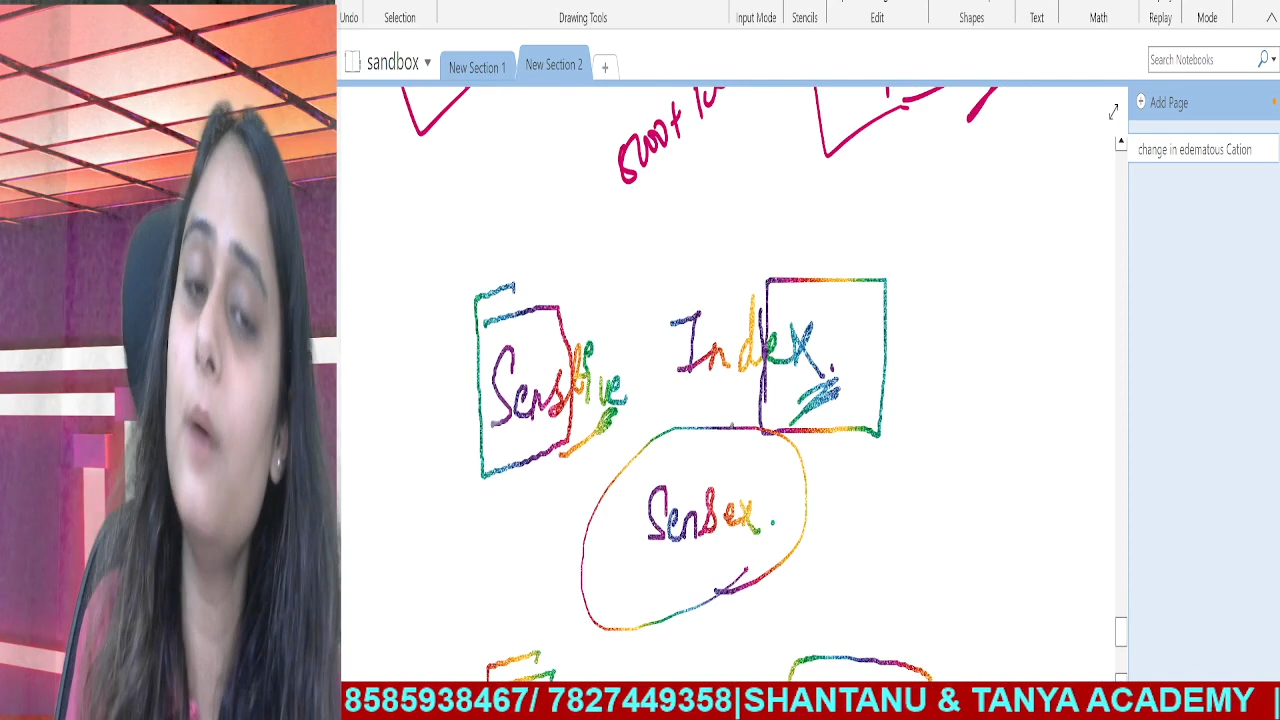 Undo Selection Drawing Tools Input Mode Stencils Edit Shapes Text Math Replay Mode
sandbox New Section 1 New Section 2 Search Notebooks
Add Page
change in edematous Cation
5000+
Sensitive Index.
Sensex.
8585938467/ 7827449358|SHANTANU & TANYA ACADEMY |